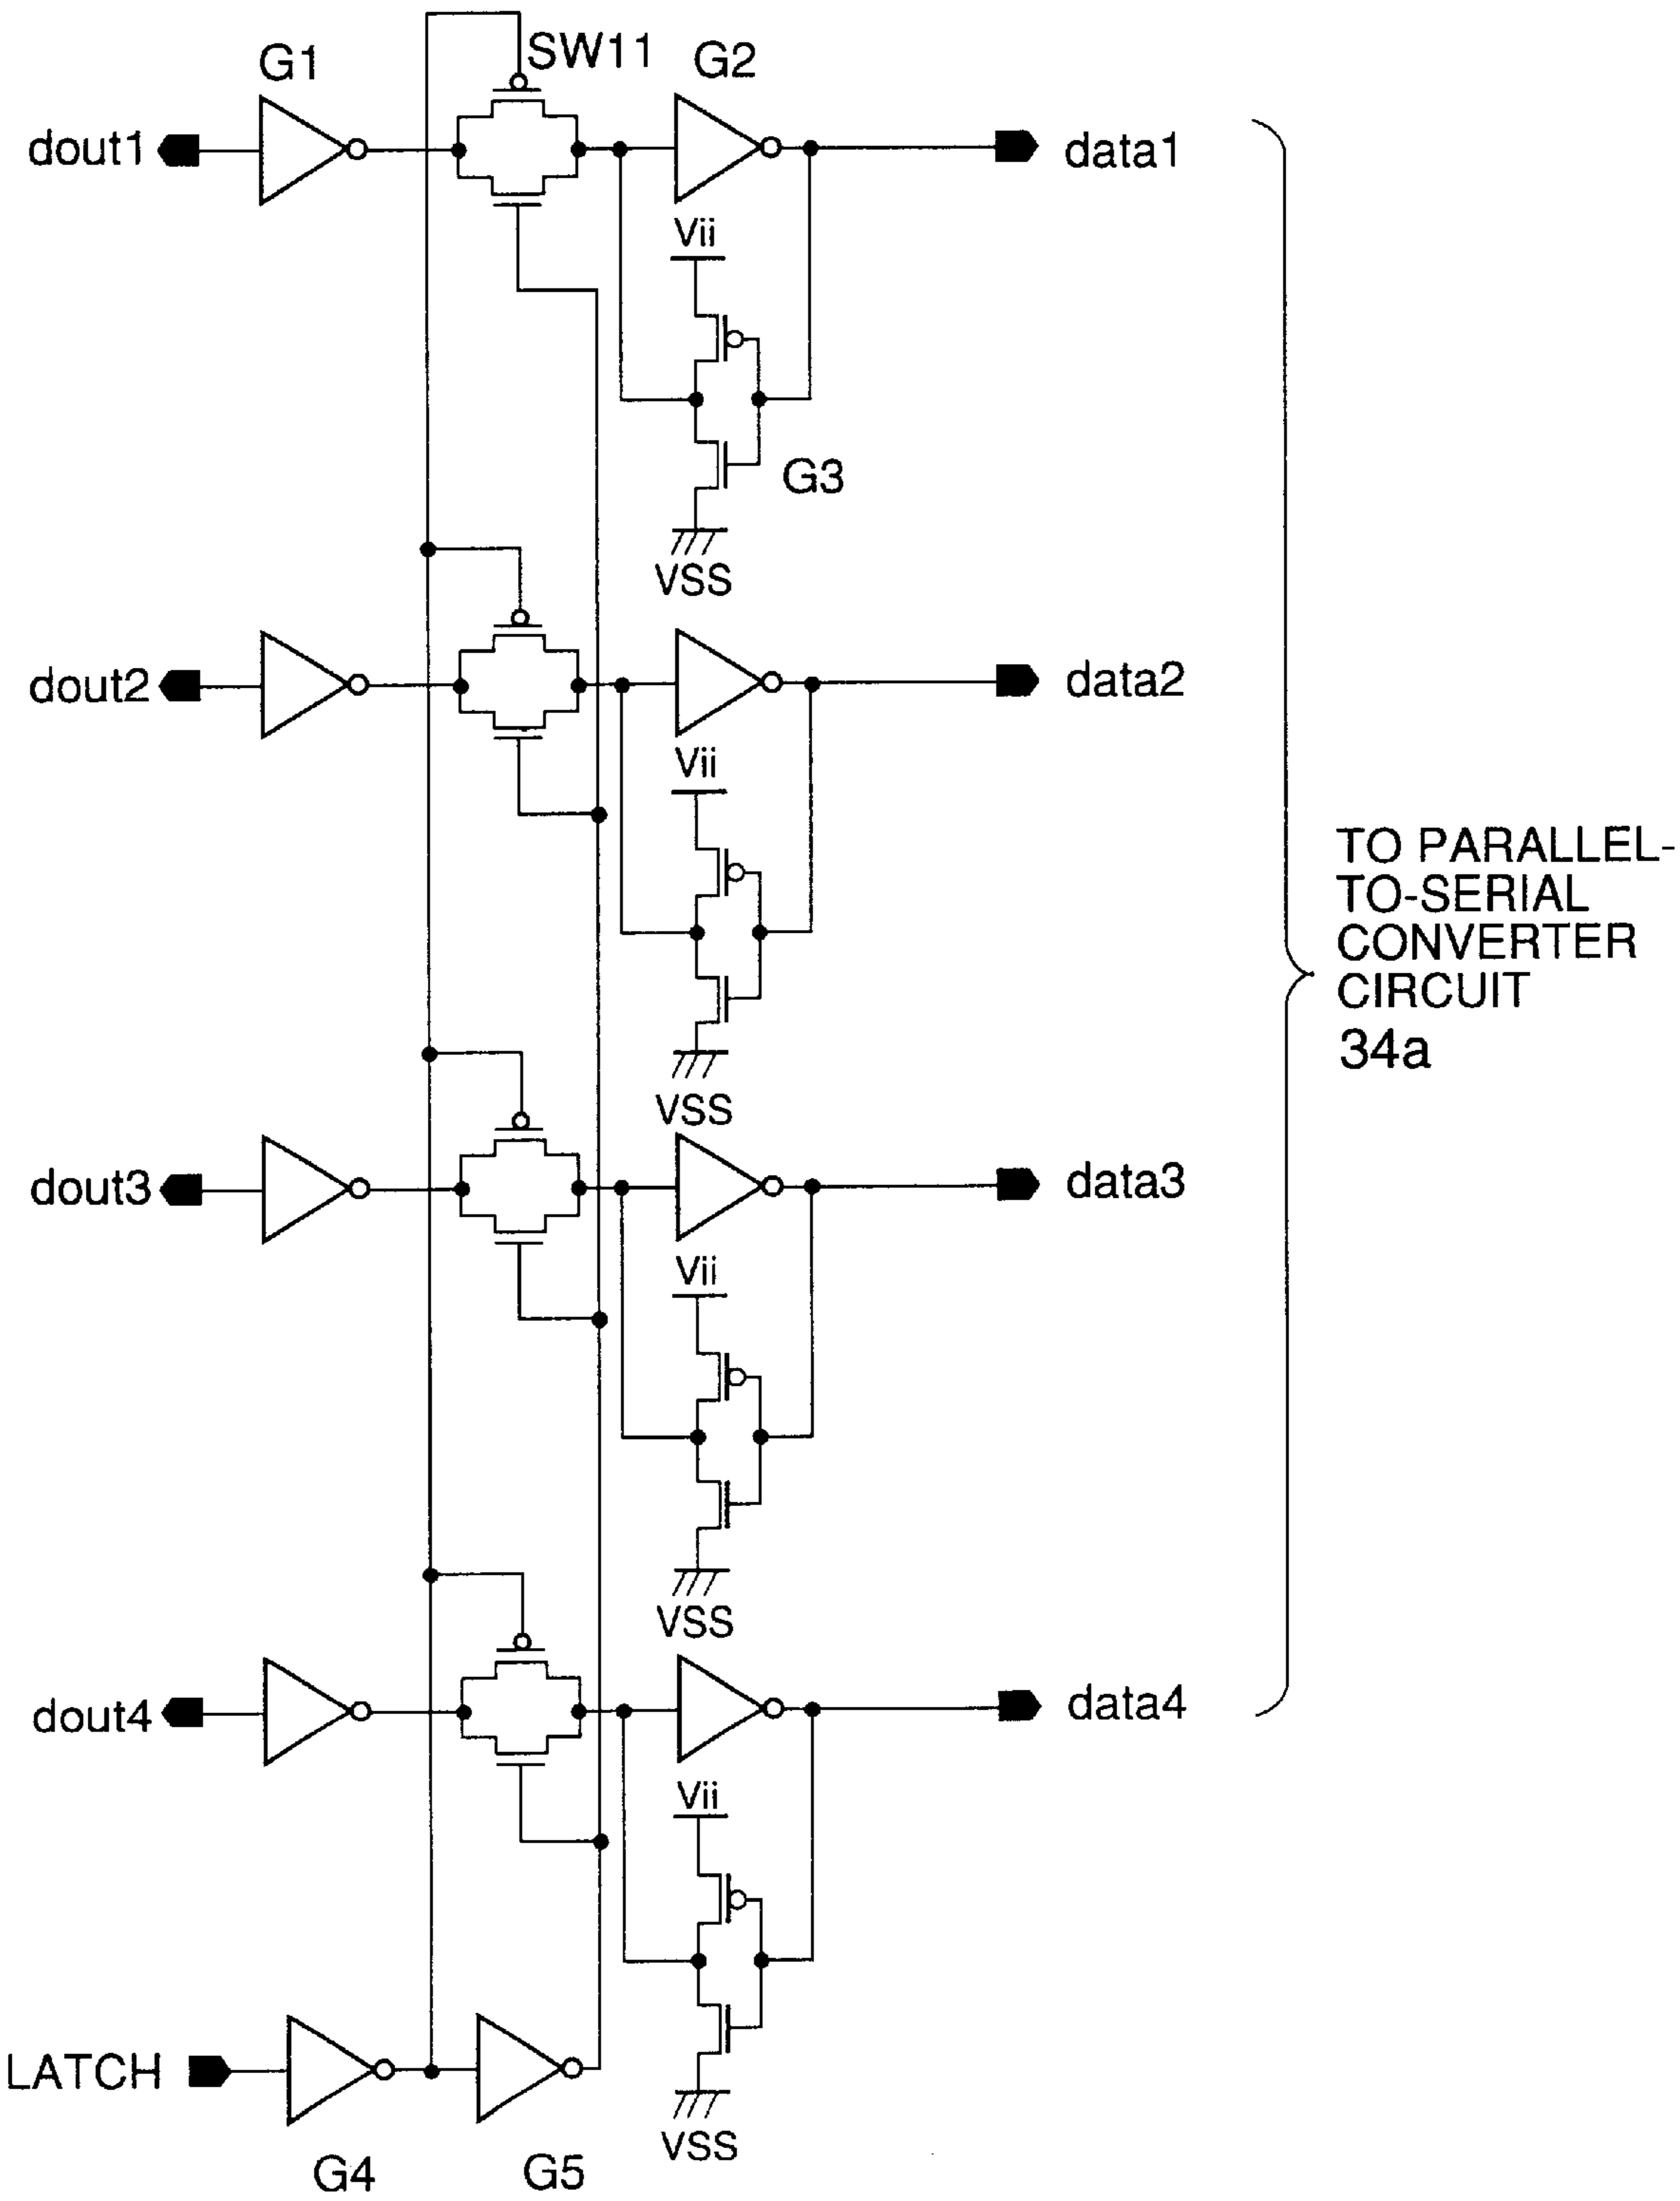 G1
SW11
G2
dout1
data1
Vii
G3
VSS
dout2
data2
Vii
VSS
TO PARALLEL-
TO-SERIAL
CONVERTER
CIRCUIT
34a
dout3
data3
Vii
VSS
dout4
data4
Vii
LATCH
VSS
G4
G5